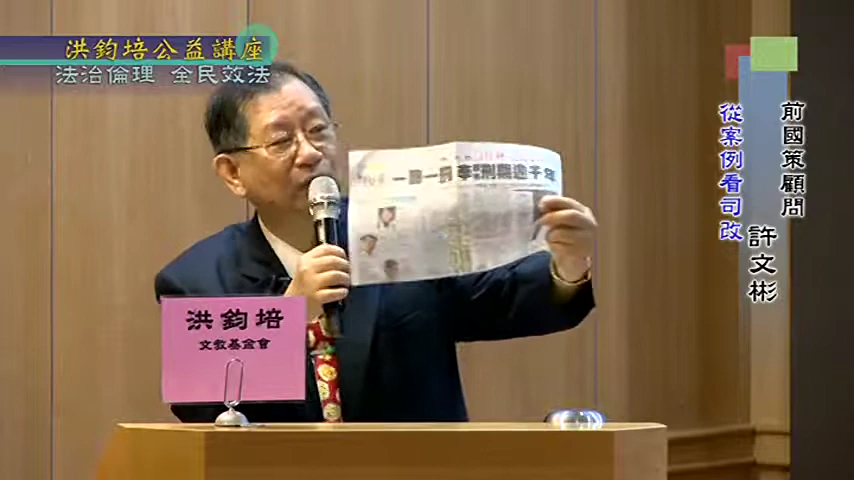 洪鈞培公益講座
法治倫理 全民效法
前國策顧問
許文彬
從案例看司改
洪鈞培
文教基金會